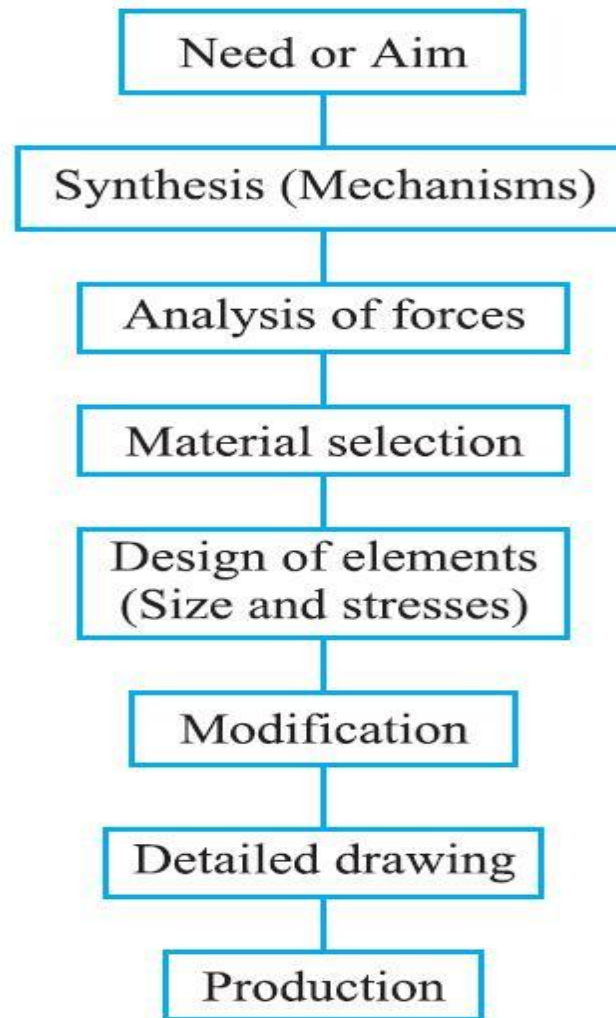 Need or Aim
Synthesis (Mechanisms)
Analysis of forces
Material selection
Design of elements
(Size and stresses)
Modification
Detailed drawing
Production